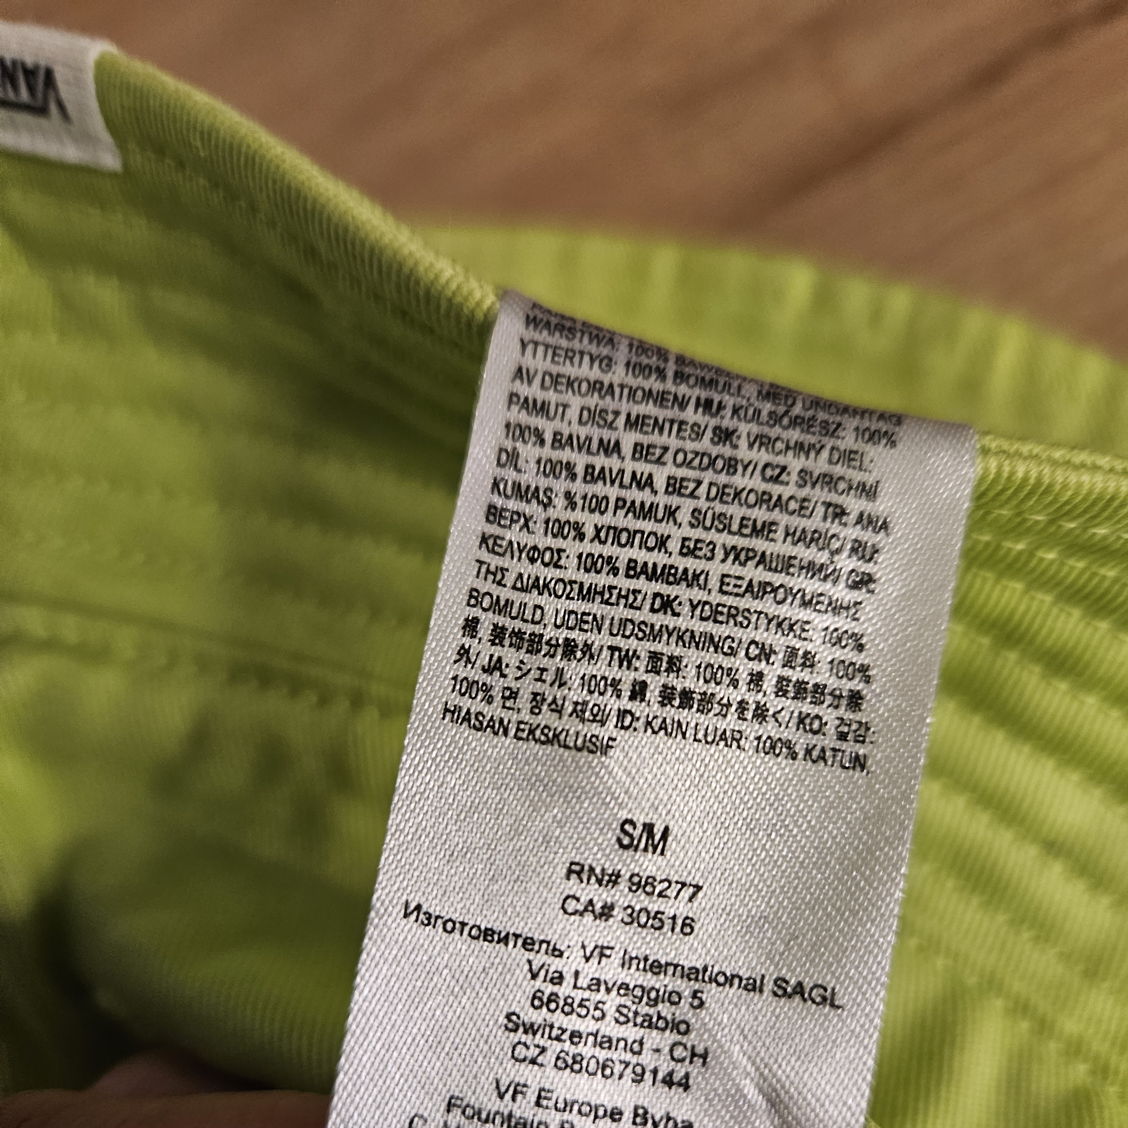 VANS
WARSTWA: 100%
YTTERTYG: 100% BOMULL, MED UNDANTAG
AV DEKORATIONEN/ HU: KÜLSŐRÉSZ: 100%
PAMUT, DÍSZ MENTES/ SK: VRCHNÝ DIEL:
100% BAVLNA, BEZ OZDOBY/ CZ: SVRCHNÍ
DÍL: 100% BAVLNA, BEZ DEKORACE/ TR: ANA
KUMAŞ: %100 PAMUK, SÜSLEME HARİÇ/ RU:
ВЕРХ: 100% ХЛОПОК, БЕЗ УКРАШЕНИЙ/ GR:
ΚΕΛΥΦΟΣ: 100% ΒΑΜΒΑΚΙ, ΕΞΑΙΡΟΥΜΕΝΗΣ
ΤΗΣ ΔΙΑΚΟΣΜΗΣΗΣ/ DK: YDERSTYKKE: 100%
BOMULD, UDEN UDSMYKNING/ CN: 面料: 100%
棉, 装饰部分除外/ TW: 面料: 100% 棉, 裝飾部分除
外/ JA: シェル: 100% 綿, 装飾部分を除く/ KO: 겉감:
100% 면, 장식 제외/ ID: KAIN LUAR: 100% KATUN,
HIASAN EKSKLUSIF
S/M
RN# 96277
CA# 30516
Изготовитель: VF International SAGL
Via Laveggio 5
66855 Stabio
Switzerland - CH
CZ 680679144
VF Europe Bvba
Fountain